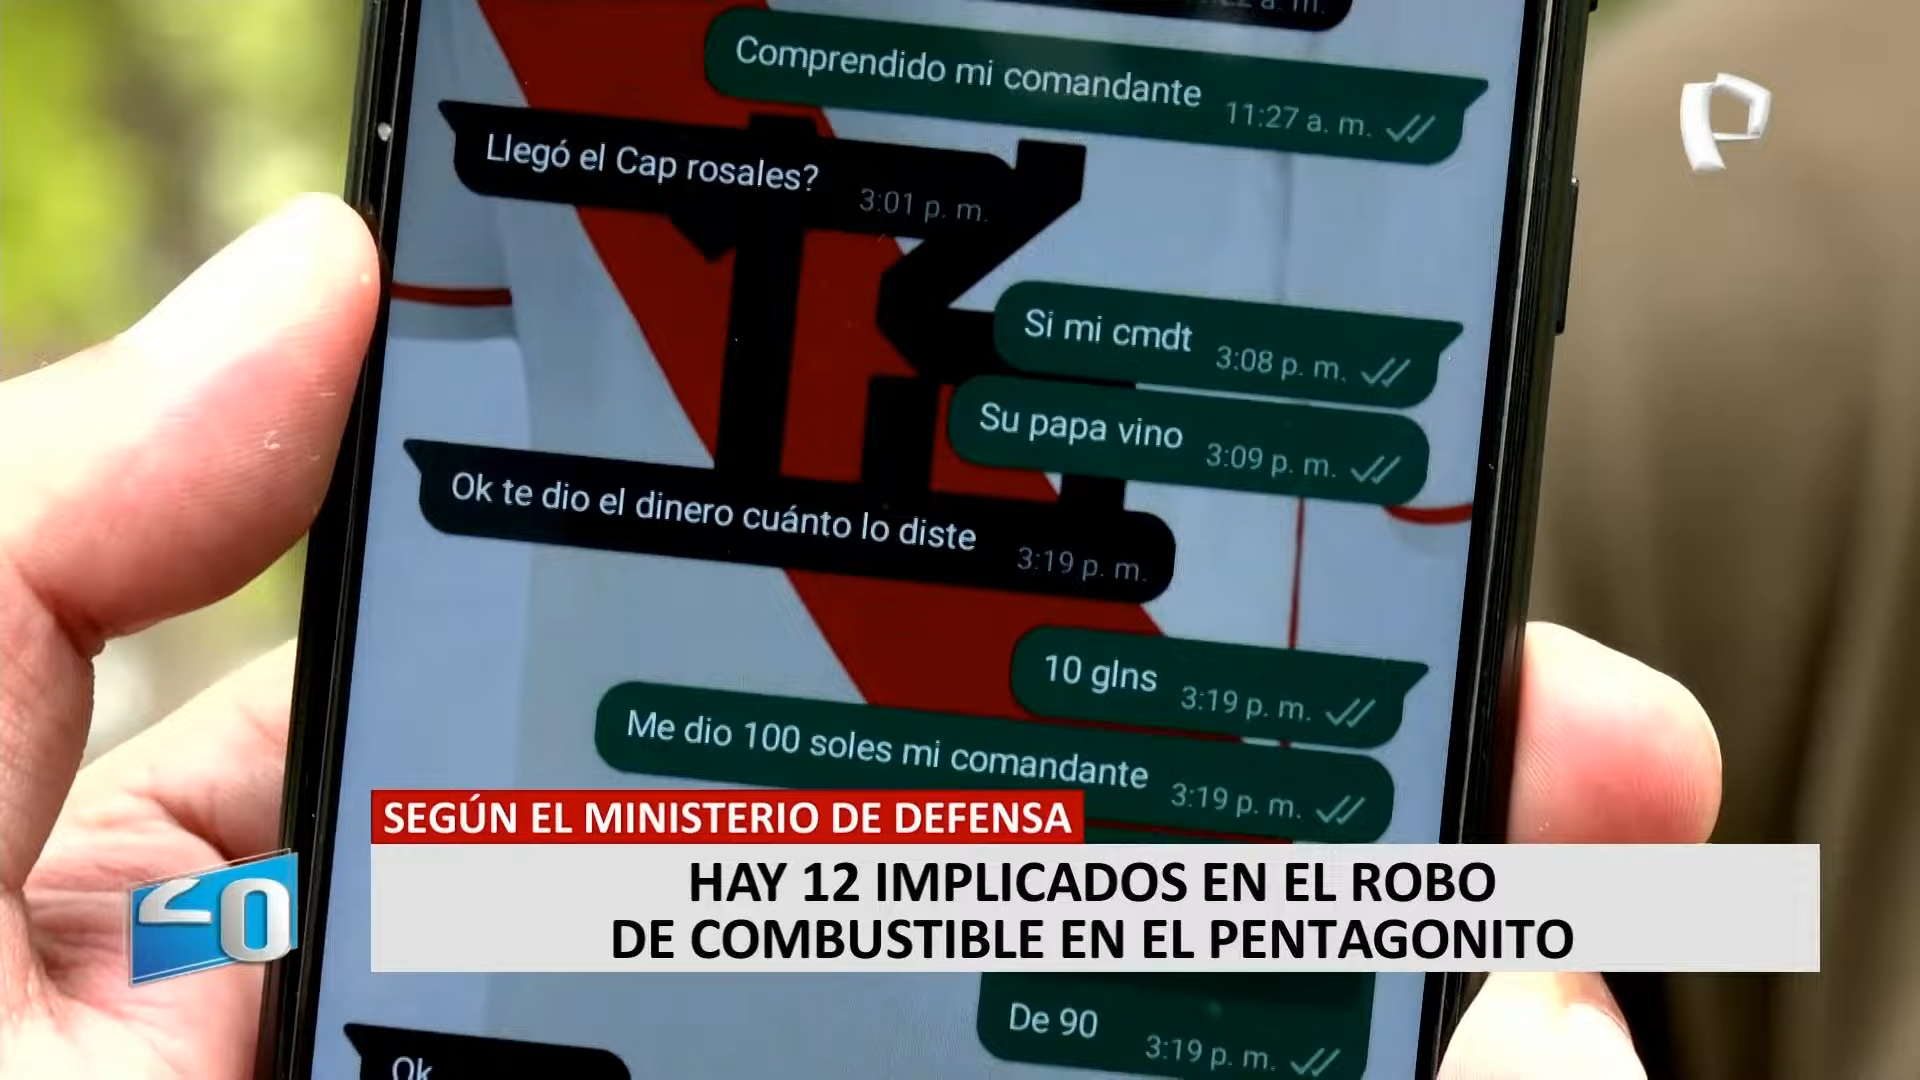 Comprendido mi comandante 11:27 a. m.
Llegó el Cap rosales? 3:01 p. m.
Si mi cmdt 3:08 p. m.
Su papa vino 3:09 p. m.
Ok te dio el dinero cuánto lo diste 3:19 p. m.
10 glns 3:19 p. m.
Me dio 100 soles mi comandante 3:19 p. m.
SEGÚN EL MINISTERIO DE DEFENSA
HAY 12 IMPLICADOS EN EL ROBO
DE COMBUSTIBLE EN EL PENTAGONITO
20
De 90 3:19 p. m.
Ok